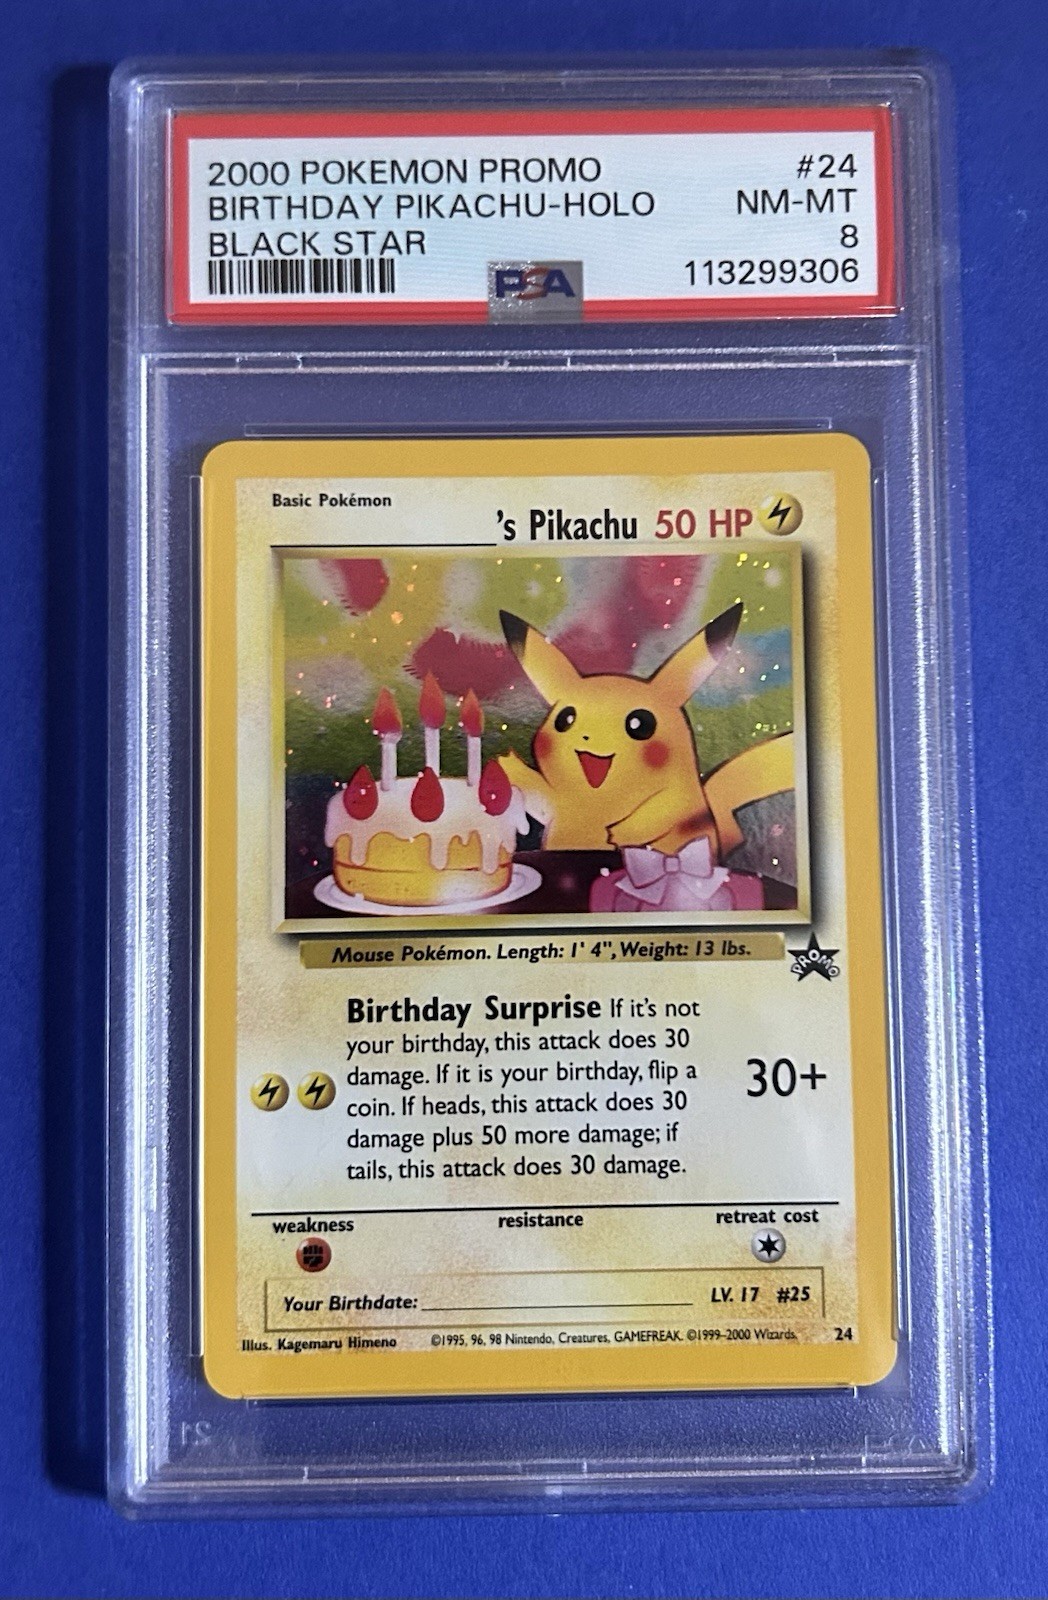 2000 POKEMON PROMO #24
BIRTHDAY PIKACHU-HOLO NM-MT
BLACK STAR 8
PSA 113299306
Basic Pokémon
________'s Pikachu 50 HP
Mouse Pokémon. Length: 1' 4", Weight: 13 lbs.
PROMO
Birthday Surprise If it's not
your birthday, this attack does 30
damage. If it is your birthday, flip a
coin. If heads, this attack does 30
damage plus 50 more damage; if
tails, this attack does 30 damage.
30+
weakness resistance retreat cost
Your Birthdate: ________ LV. 17 #25
Illus. Kagemaru Himeno ©1995, 96, 98 Nintendo, Creatures, GAMEFREAK. ©1999-2000 Wizards. 24